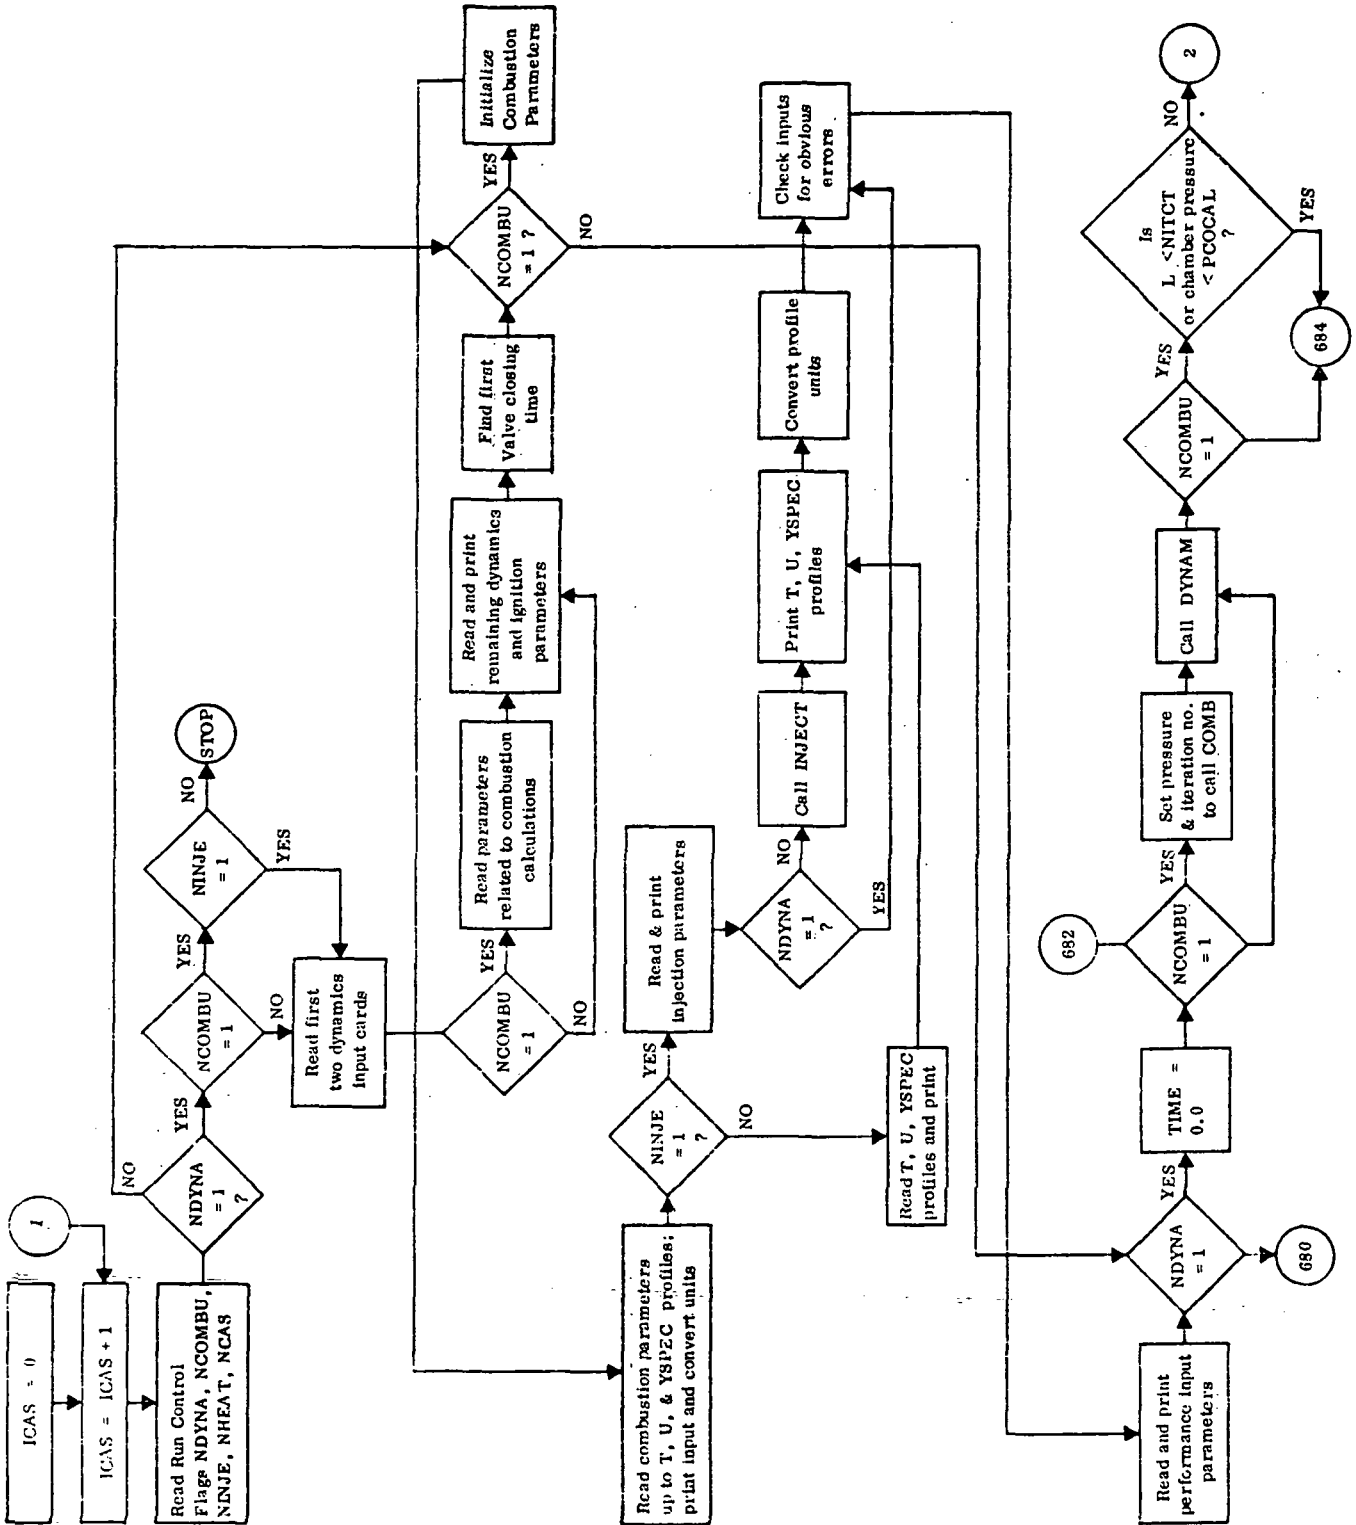 ICAS = 0
1
ICAS = ICAS + 1
Read Run Control
Flags NDYNA, NCOMBU,
NINJE, NHEAT, NCAS
NDYNA
= 1
?
NO
YES
NCOMBU
= 1
YES
NO
NINJE
= 1
NO
YES
STOP
Read first
two dynamics
input cards
NCOMBU
= 1
YES
NO
Read parameters
related to combustion
calculations
Read and print
remaining dynamics
and ignition
parameters
Find first
Valve closing
time
NCOMBU
= 1 ?
YES
NO
Initialize
Combustion
Parameters
Read combustion parameters
up to T, U, & YSPEC profiles;
print input and convert units
NINJE
= 1
?
YES
NO
Read & print
injection parameters
Read T, U, YSPEC
profiles and print
NDYNA
= 1
?
NO
YES
Call INJECT
Print T, U, YSPEC
profiles
Convert profile
units
Check inputs
for obvious
errors
Read and print
performance input
parameters
NDYNA
= 1
YES
680
TIME =
0.0
682
NCOMBU
= 1
YES
Set pressure
& iteration no.
to call COMB
Call DYNAM
NCOMBU
= 1
YES
Is
L <NITCT
or chamber pressure
< PCOCAL
?
NO
YES
2
684